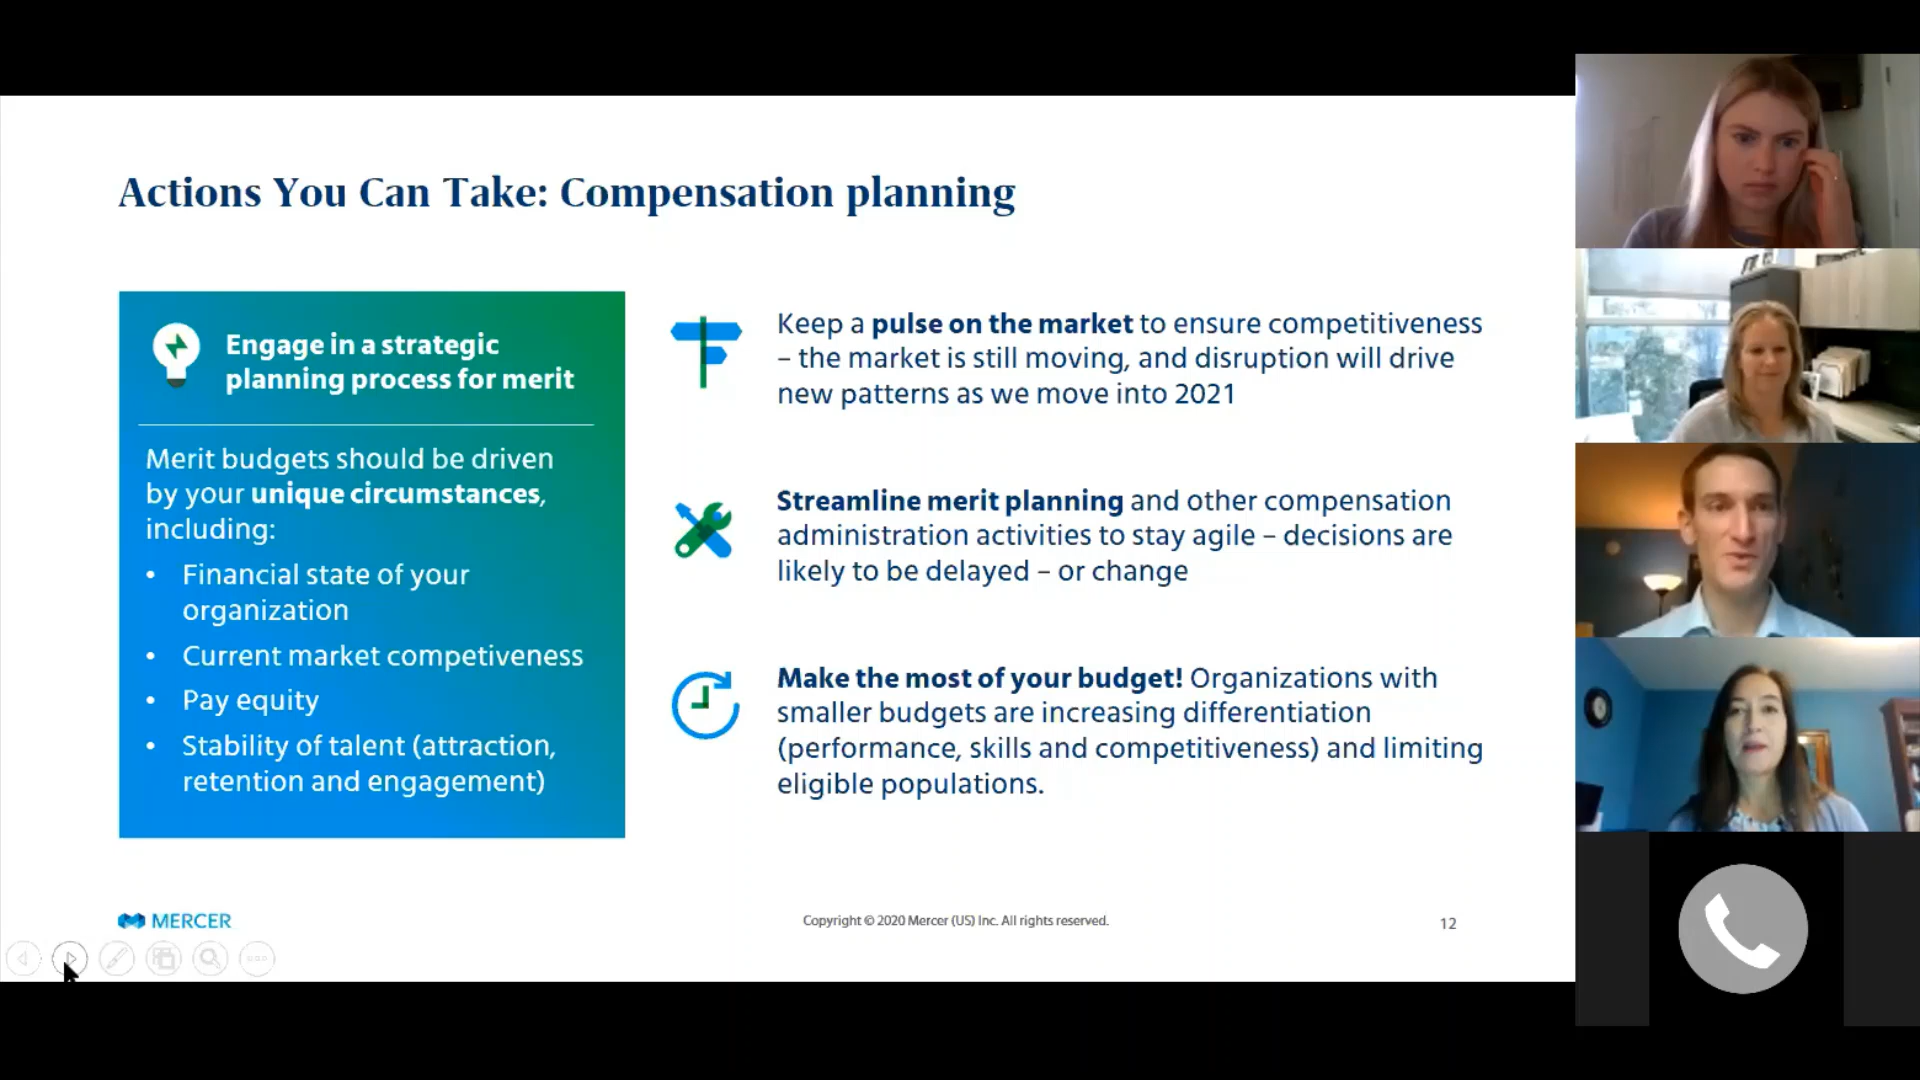 Actions You Can Take: Compensation planning
Engage in a strategic
planning process for merit
Merit budgets should be driven
by your unique circumstances,
including:
• Financial state of your
organization
• Current market competiveness
• Pay equity
• Stability of talent (attraction,
retention and engagement)
Keep a pulse on the market to ensure competitiveness
– the market is still moving, and disruption will drive
new patterns as we move into 2021
Streamline merit planning and other compensation
administration activities to stay agile – decisions are
likely to be delayed – or change
Make the most of your budget! Organizations with
smaller budgets are increasing differentiation
(performance, skills and competitiveness) and limiting
eligible populations.
MERCER
Copyright © 2020 Mercer (US) Inc. All rights reserved.
12